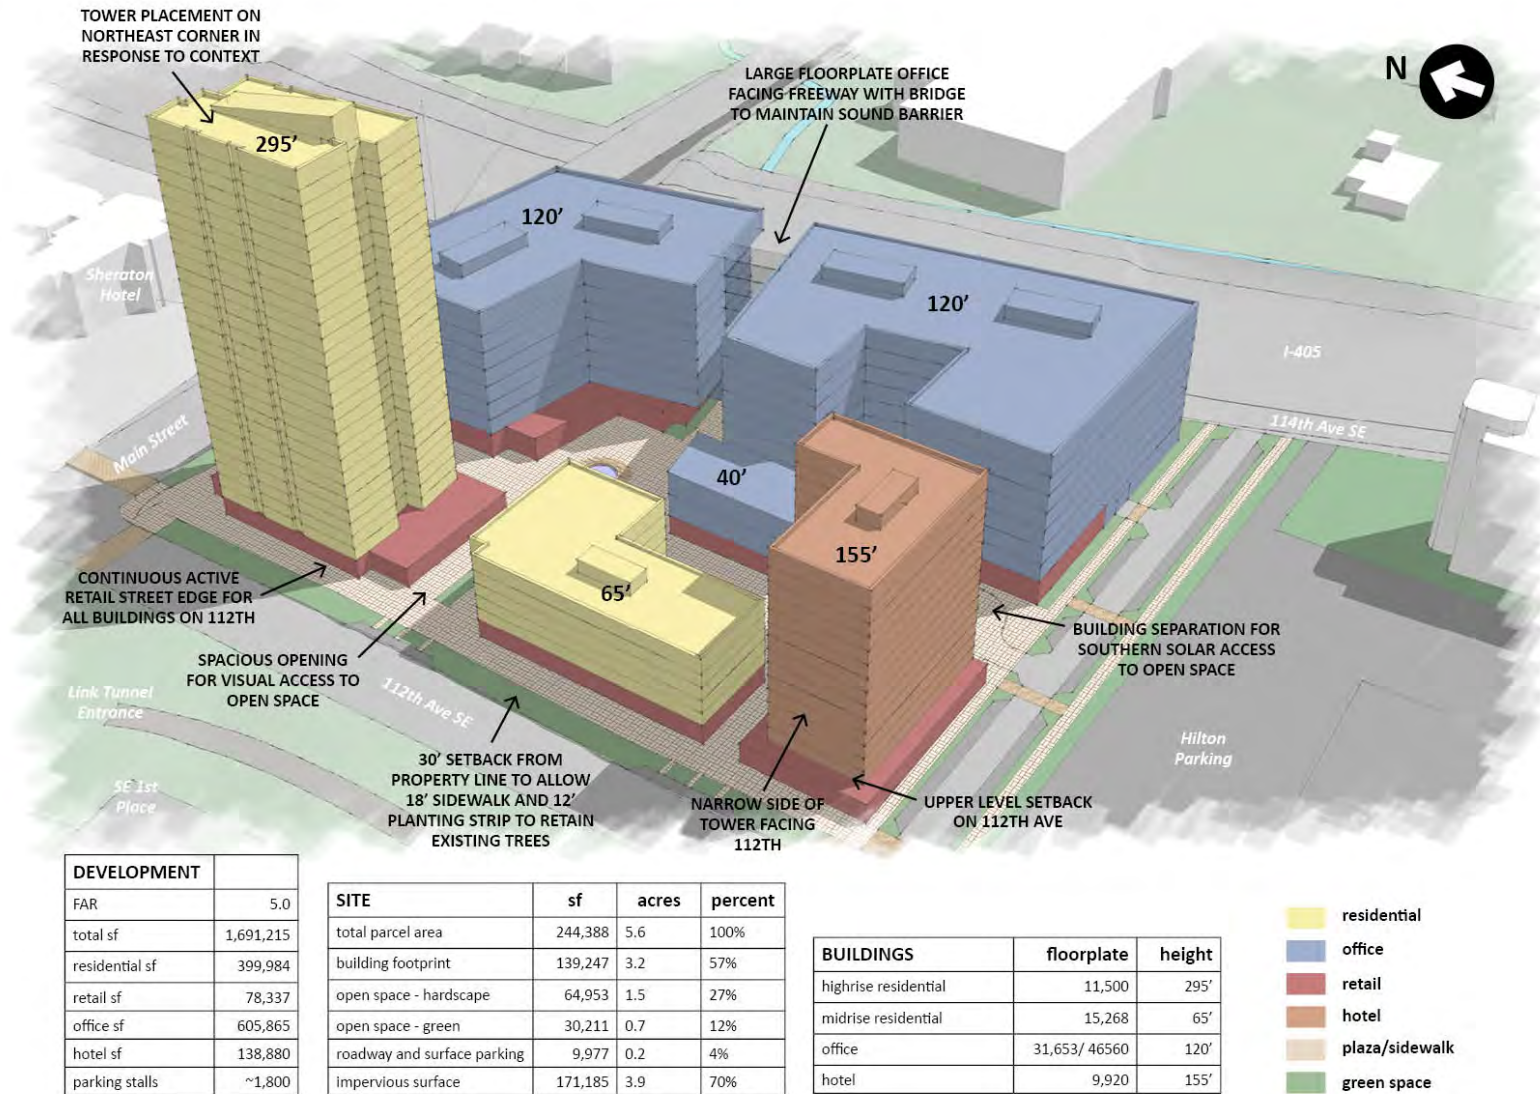 TOWER PLACEMENT ON
NORTHEAST CORNER IN
RESPONSE TO CONTEXT
LARGE FLOORPLATE OFFICE
FACING FREEWAY WITH BRIDGE
TO MAINTAIN SOUND BARRIER
N
295’
120’
120’
40’
155’
65’
Sheraton
Hotel
Main Street
I-405
114th Ave SE
CONTINUOUS ACTIVE
RETAIL STREET EDGE FOR
ALL BUILDINGS ON 112TH
SPACIOUS OPENING
FOR VISUAL ACCESS TO
OPEN SPACE
BUILDING SEPARATION FOR
SOUTHERN SOLAR ACCESS
TO OPEN SPACE
Link Tunnel
Entrance
112th Ave SE
SE 1st
Place
Hilton
Parking
30’ SETBACK FROM
PROPERTY LINE TO ALLOW
18’ SIDEWALK AND 12’
PLANTING STRIP TO RETAIN
EXISTING TREES
NARROW SIDE OF
TOWER FACING
112TH
UPPER LEVEL SETBACK
ON 112TH AVE
DEVELOPMENT
FAR 5.0
total sf 1,691,215
residential sf 399,984
retail sf 78,337
office sf 605,865
hotel sf 138,880
parking stalls ~1,800
SITE sf acres percent
total parcel area 244,388 5.6 100%
building footprint 139,247 3.2 57%
open space - hardscape 64,953 1.5 27%
open space - green 30,211 0.7 12%
roadway and surface parking 9,977 0.2 4%
impervious surface 171,185 3.9 70%
BUILDINGS floorplate height
highrise residential 11,500 295’
midrise residential 15,268 65’
office 31,653/ 46560 120’
hotel 9,920 155’
residential
office
retail
hotel
plaza/sidewalk
green space